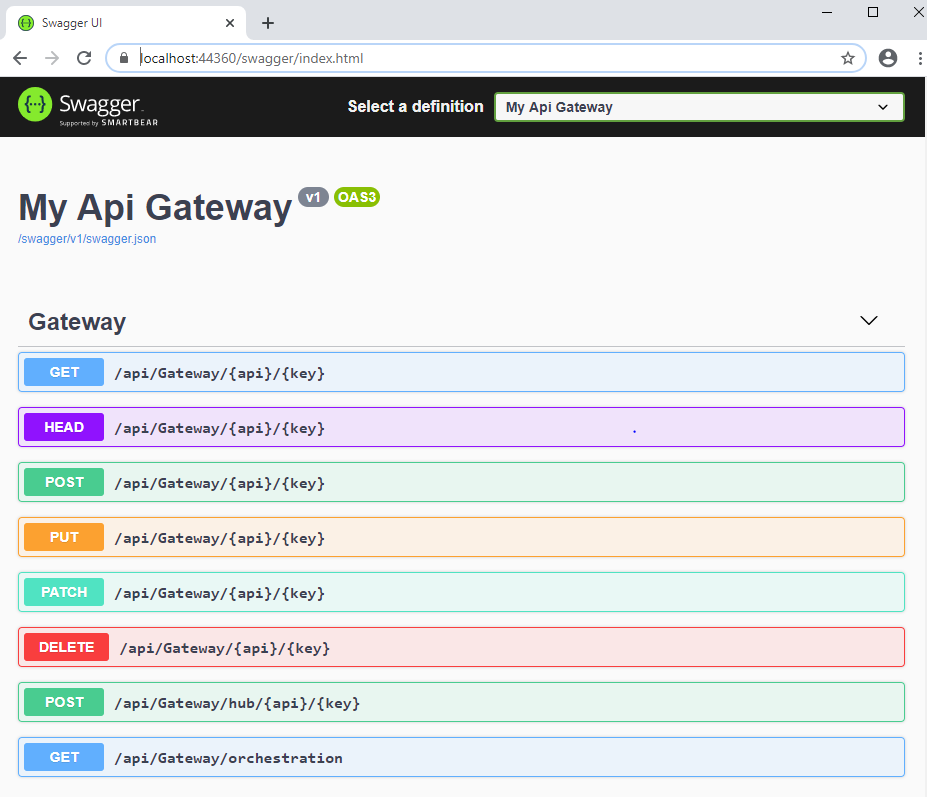 Swagger UI
localhost:44360/swagger/index.html
Swagger
Supported by SMARTBEAR
Select a definition
My Api Gateway
My Api Gateway v1 OAS3
/swagger/v1/swagger.json
Gateway
GET /api/Gateway/{api}/{key}
HEAD /api/Gateway/{api}/{key}
POST /api/Gateway/{api}/{key}
PUT /api/Gateway/{api}/{key}
PATCH /api/Gateway/{api}/{key}
DELETE /api/Gateway/{api}/{key}
POST /api/Gateway/hub/{api}/{key}
GET /api/Gateway/orchestration